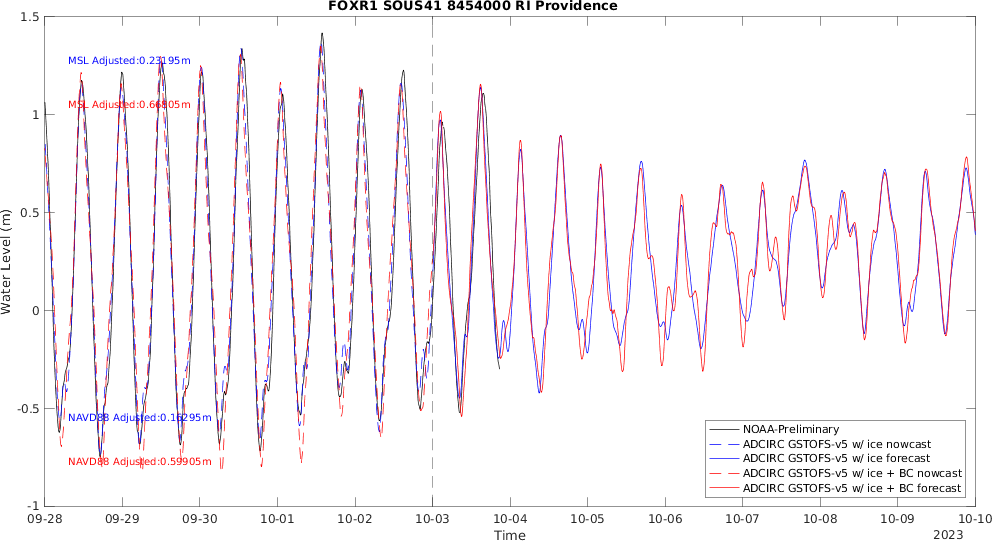 FOXR1 SOUS41 8454000 RI Providence
1.5
1
0.5
0
-0.5
-1
Water Level (m)
MSL Adjusted:0.23195m
MSL Adjusted:0.66805m
NAVD88 Adjusted:0.16295m
NAVD88 Adjusted:0.59905m
NOAA-Preliminary
ADCIRC GSTOFS-v5 w/ ice nowcast
ADCIRC GSTOFS-v5 w/ ice forecast
ADCIRC GSTOFS-v5 w/ ice + BC nowcast
ADCIRC GSTOFS-v5 w/ ice + BC forecast
09-28 09-29 09-30 10-01 10-02 10-03 10-04 10-05 10-06 10-07 10-08 10-09 10-10
Time
2023